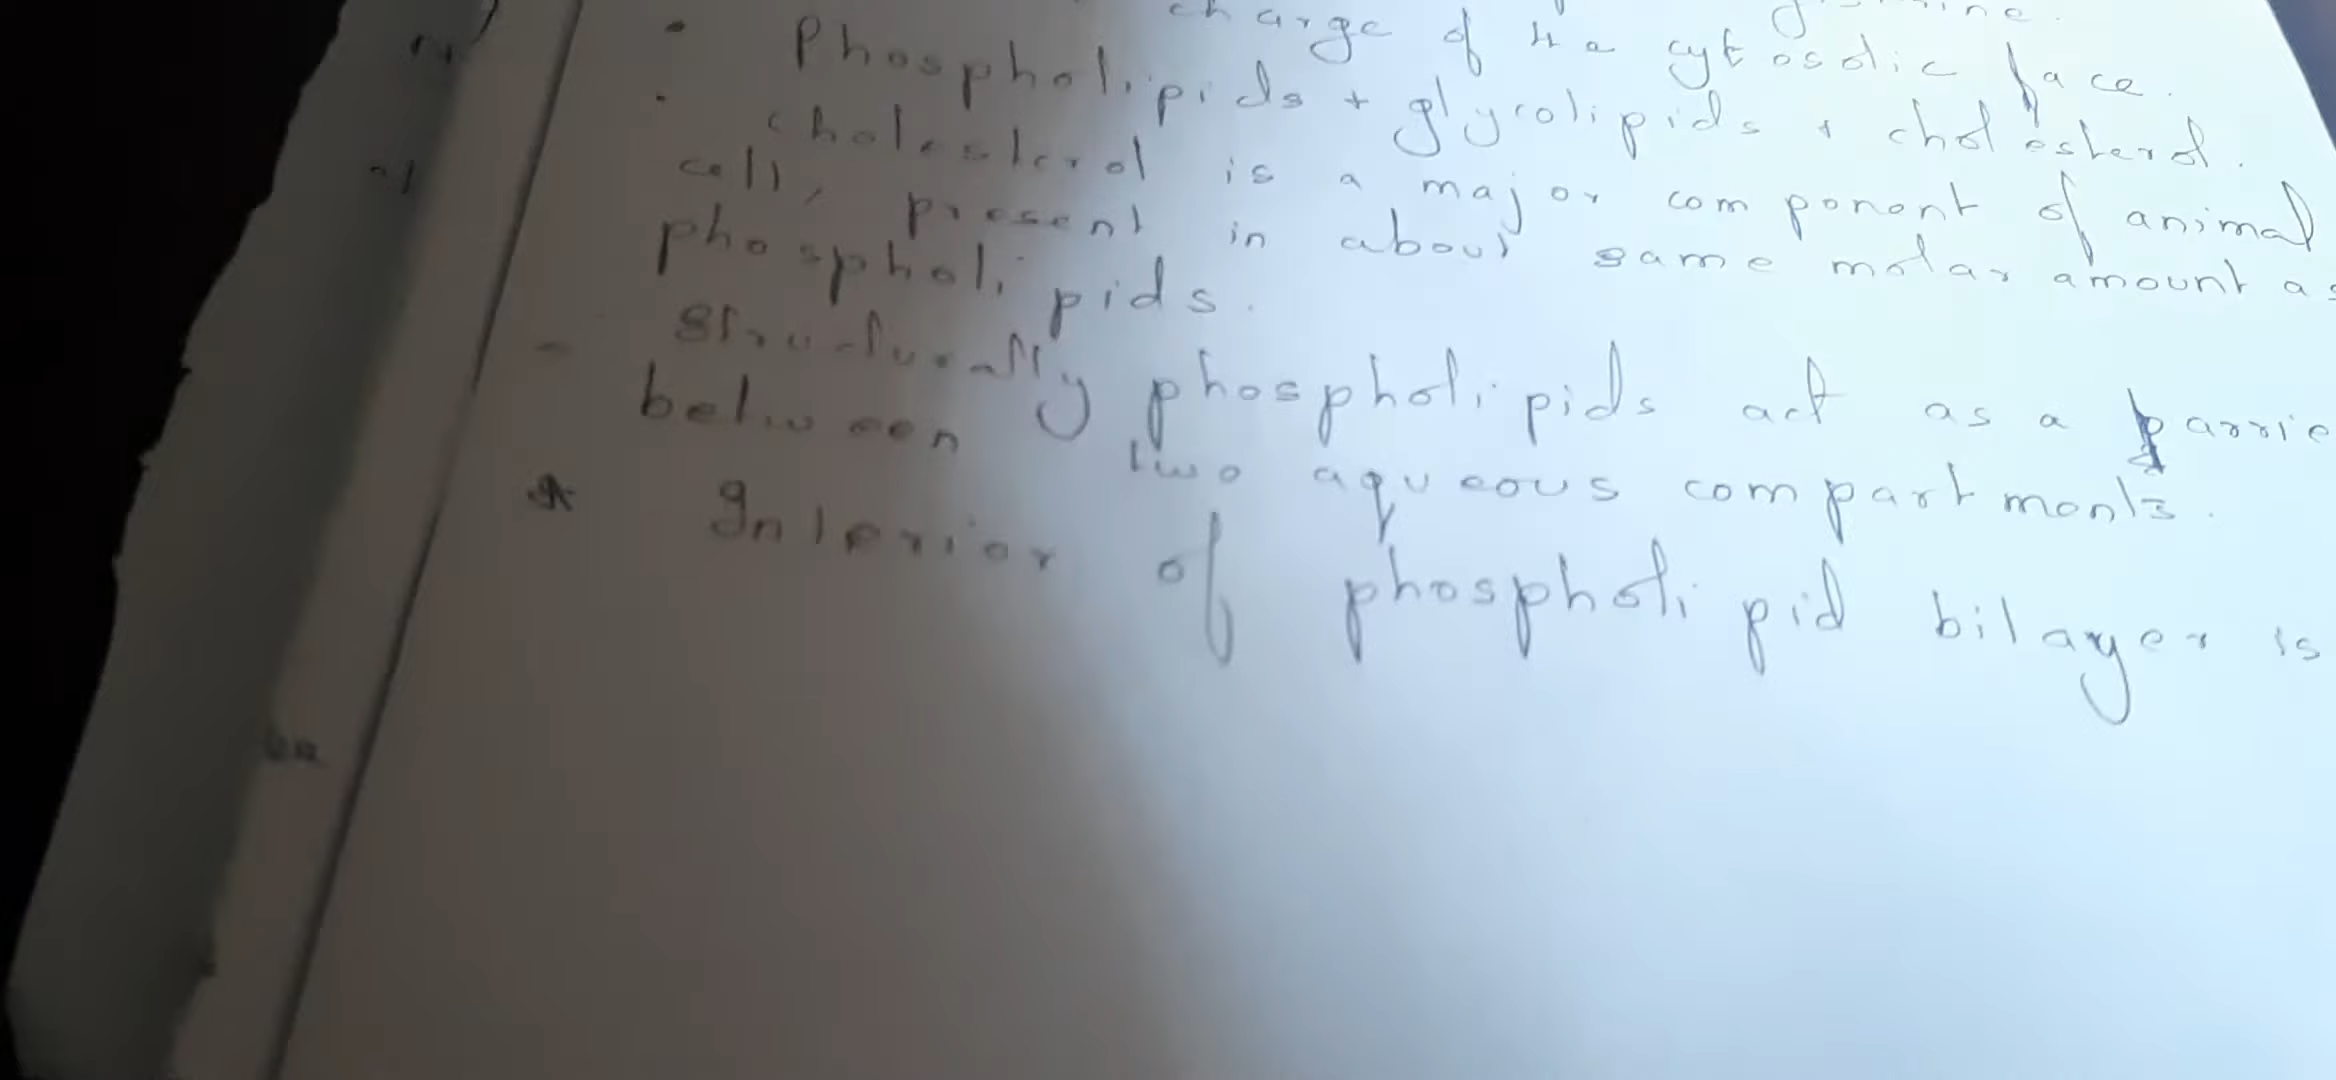 charge of the cytosolic face.
• Phospholipids + glycolipids + cholesterol.
• cholesterol is a major component of animal
cell, present in about same molar amount as
phospholipids.
- Structurally phospholipids act as a barrie
between two aqueous compartments.
* Interior of phospholipid bilayer is